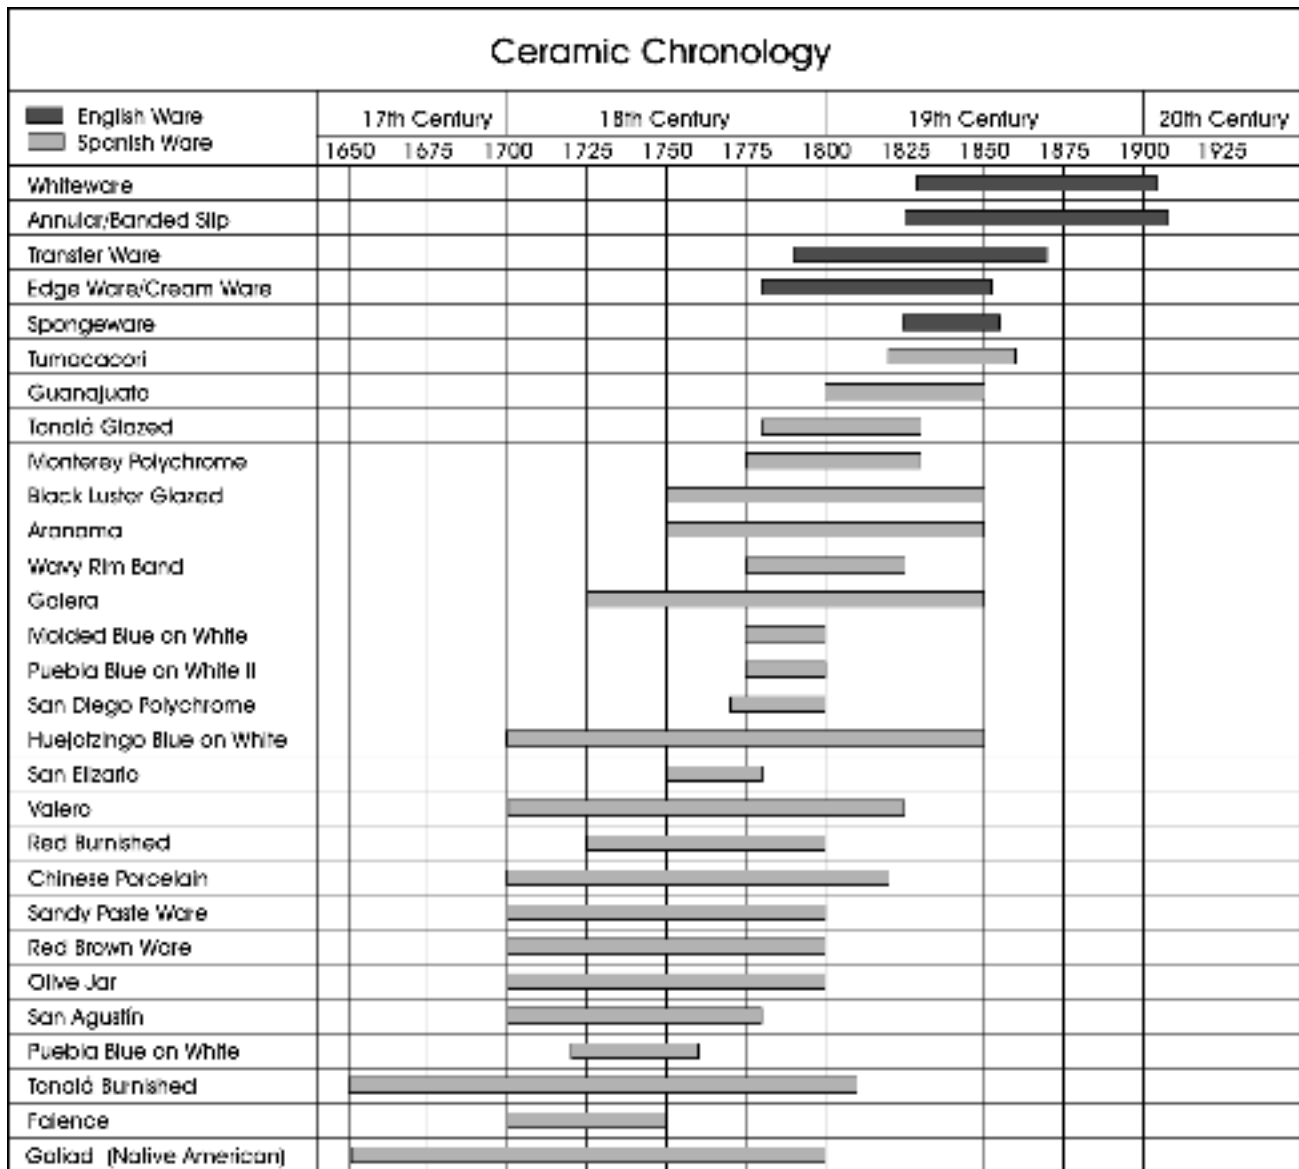 Ceramic Chronology
English Ware
Spanish Ware
17th Century 18th Century 19th Century 20th Century
1650 1675 1700 1725 1750 1775 1800 1825 1850 1875 1900 1925
Whiteware
Annular/Banded Slip
Transfer Ware
Edge Ware/Cream Ware
Spongeware
Tumacacori
Guanajuato
Tonalá Glazed
Monterey Polychrome
Black Luster Glazed
Aranama
Wavy Rim Band
Galera
Molded Blue on White
Puebla Blue on White II
San Diego Polychrome
Huejotzingo Blue on White
San Elizario
Valero
Red Burnished
Chinese Porcelain
Sandy Paste Ware
Red Brown Ware
Olive Jar
San Agustín
Puebla Blue on White
Tonalá Burnished
Faience
Goliad (Native American)